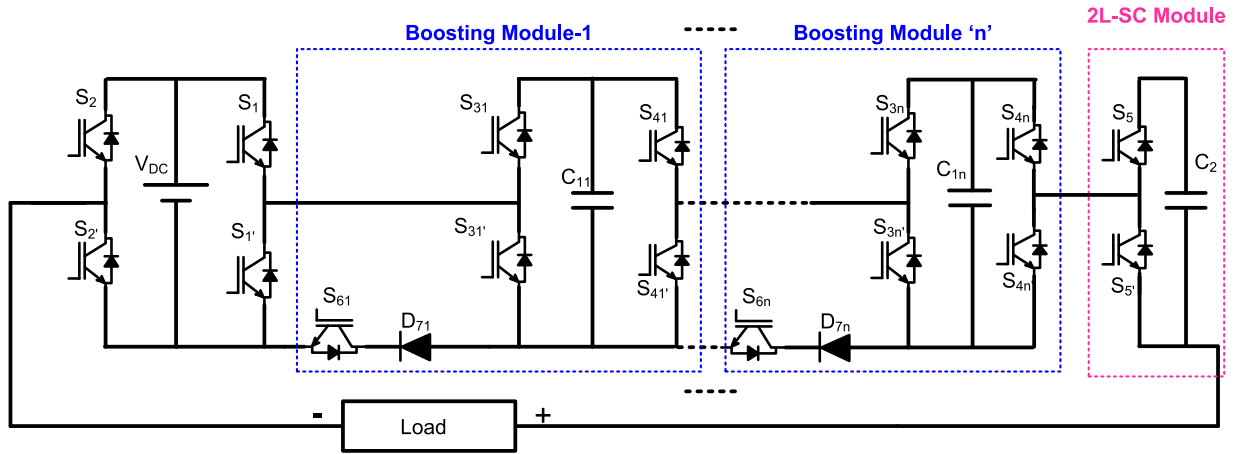 2L-SC Module
Boosting Module-1
Boosting Module ‘n’
S2
S1
S31
S41
S3n
S4n
S5
VDC
C11
C1n
C2
S2'
S1'
S31'
S41'
S3n'
S4n'
S5'
S61
D71
S6n
D7n
-
Load
+